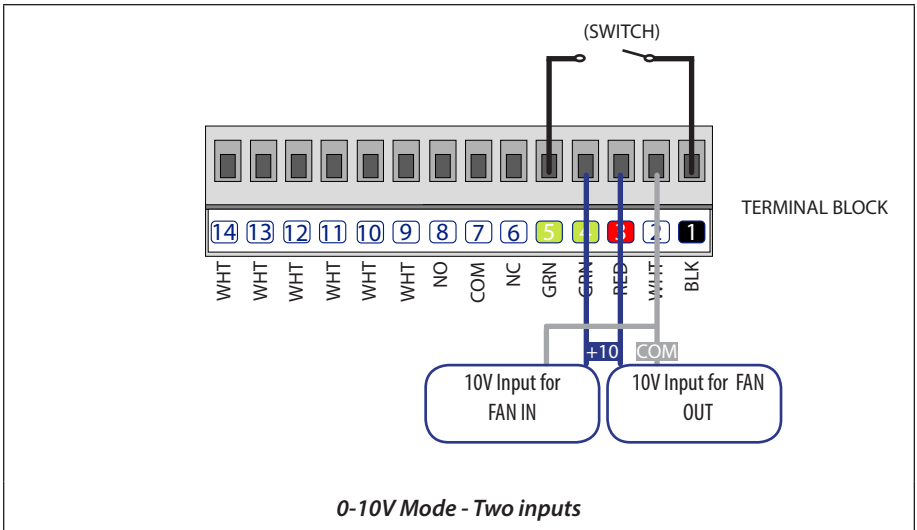 (SWITCH)
TERMINAL BLOCK
14 13 12 11 10 9 8 7 6 5 4 3 2 1
WHT WHT WHT WHT WHT WHT NO COM NC GRN GRN RED WHT BLK
+10 COM
10V Input for
FAN IN
10V Input for FAN
OUT
0-10V Mode - Two inputs